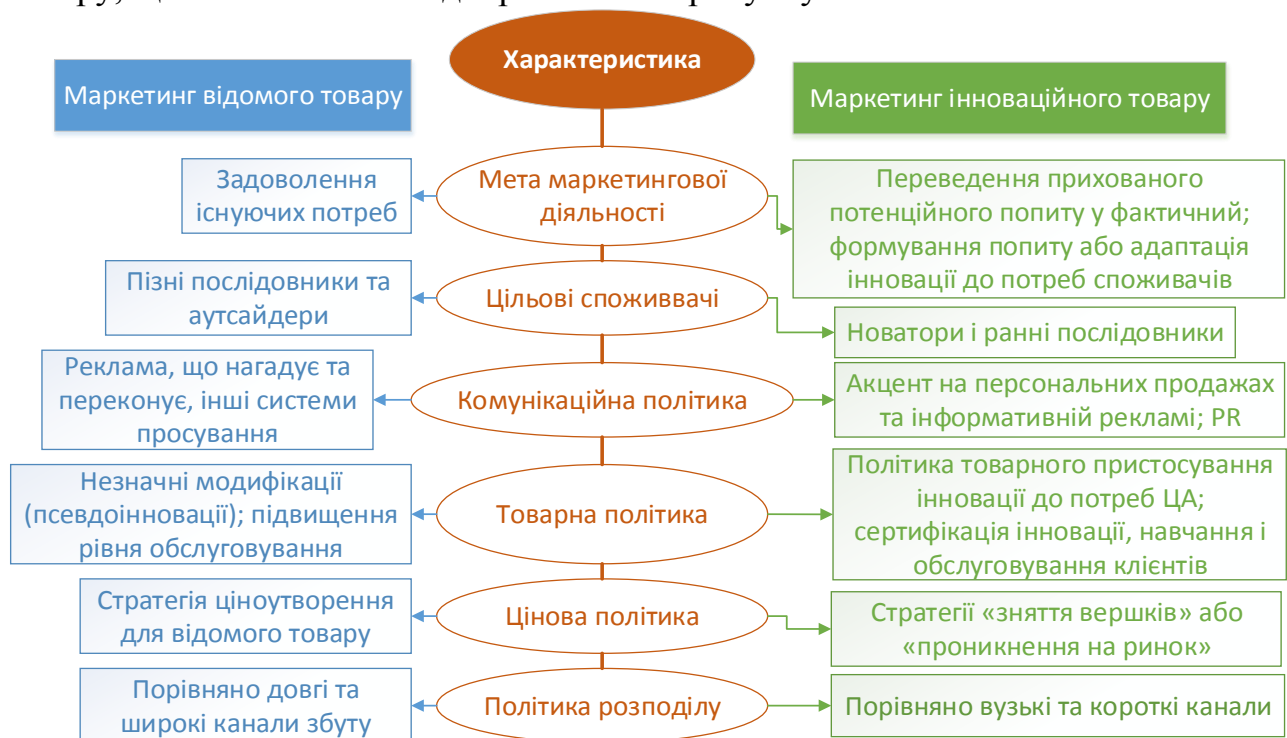 Характеристика
Маркетинг відомого товару
Маркетинг інноваційного товару
Задоволення
існуючих потреб
Мета маркетингової
діяльності
Переведення прихованого
потенційного попиту у фактичний;
формування попиту або адаптація
інновації до потреб споживачів
Пізні послідовники та
аутсайдери
Цільові споживвачі
Новатори і ранні послідовники
Реклама, що нагадує та
переконує, інші системи
просування
Комунікаційна політика
Акцент на персональних продажах
та інформативній рекламі; PR
Незначні модифікації
(псевдоінновації); підвищення
рівня обслуговування
Товарна політика
Політика товарного пристосування
інновації до потреб ЦА;
сертифікація інновації, навчання і
обслуговування клієнтів
Стратегія ціноутворення
для відомого товару
Цінова політика
Стратегії «зняття вершків» або
«проникнення на ринок»
Порівняно довгі та
широкі канали збуту
Політика розподілу
Порівняно вузькі та короткі канали